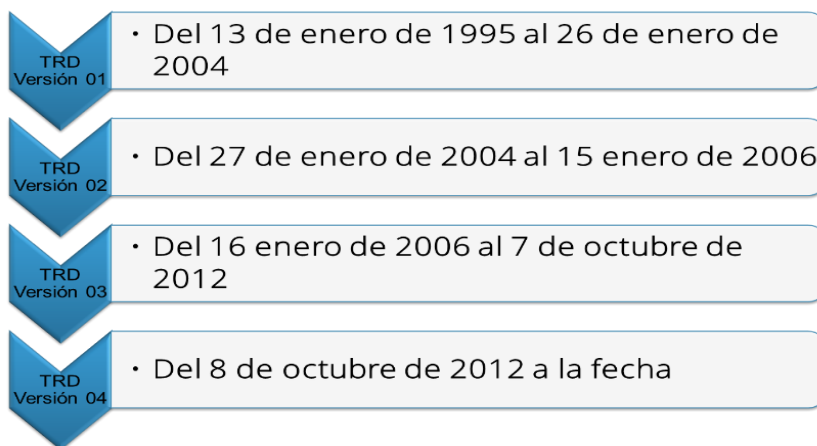 TRD
Versión 01
• Del 13 de enero de 1995 al 26 de enero de
2004
TRD
Versión 02
• Del 27 de enero de 2004 al 15 enero de 2006
TRD
Versión 03
• Del 16 enero de 2006 al 7 de octubre de
2012
TRD
Versión 04
• Del 8 de octubre de 2012 a la fecha